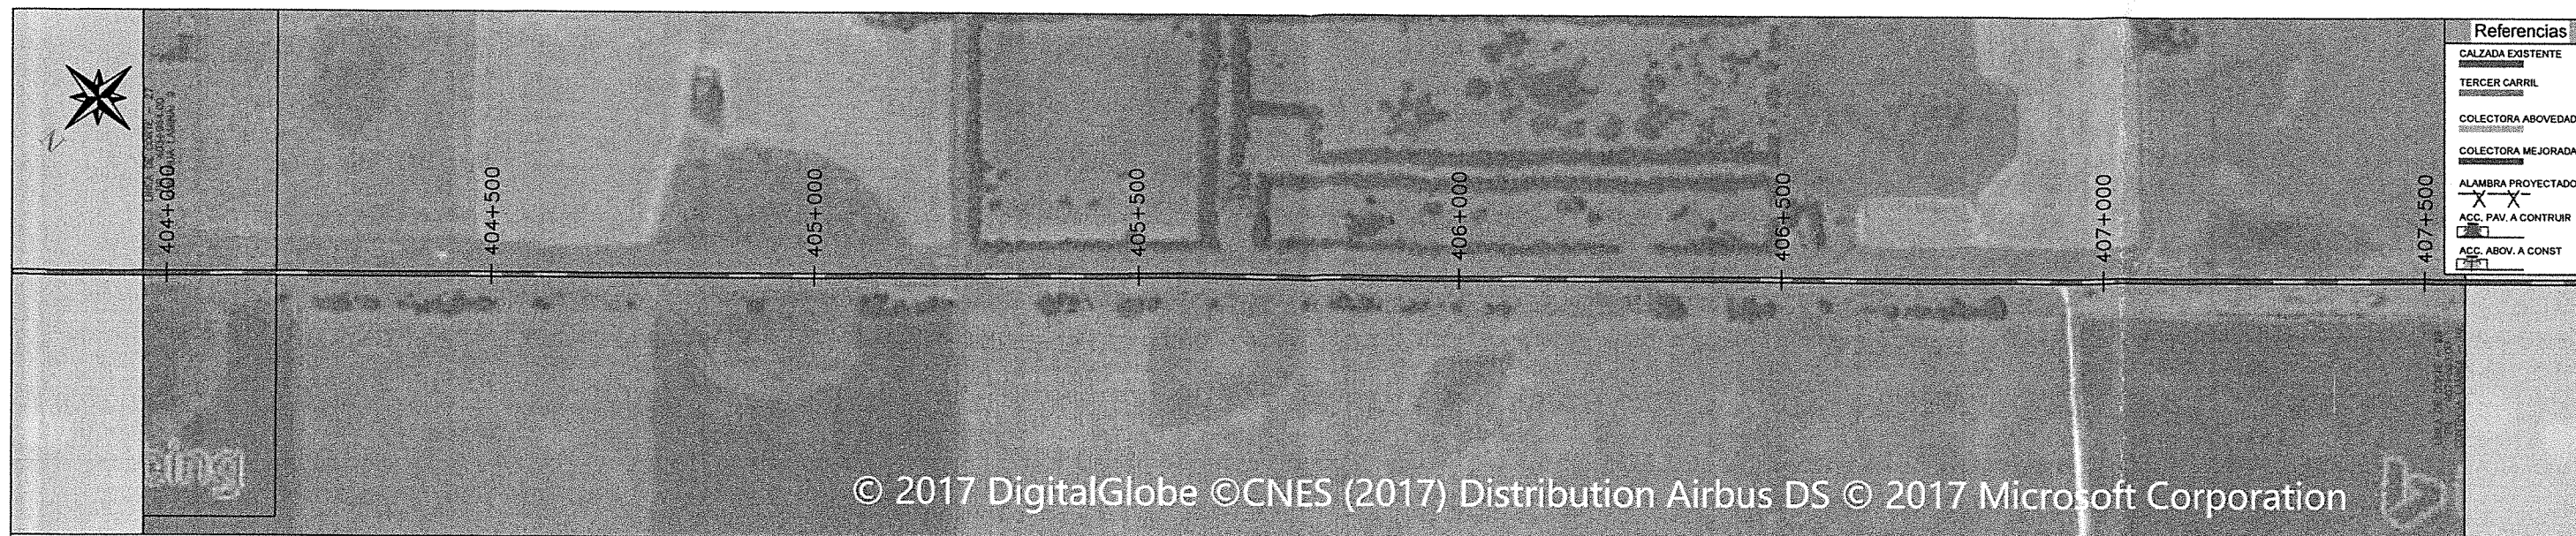 Referencias
CALZADA EXISTENTE
TERCER CARRIL
COLECTORA ABOVEDAD
COLECTORA MEJORADA
ALAMBRA PROYECTADO
ACC. PAV. A CONTRUIR
ACC. ABOV. A CONST
404+000
404+500
405+000
405+500
406+000
406+500
407+000
407+500
bing
© 2017 DigitalGlobe ©CNES (2017) Distribution Airbus DS © 2017 Microsoft Corporation